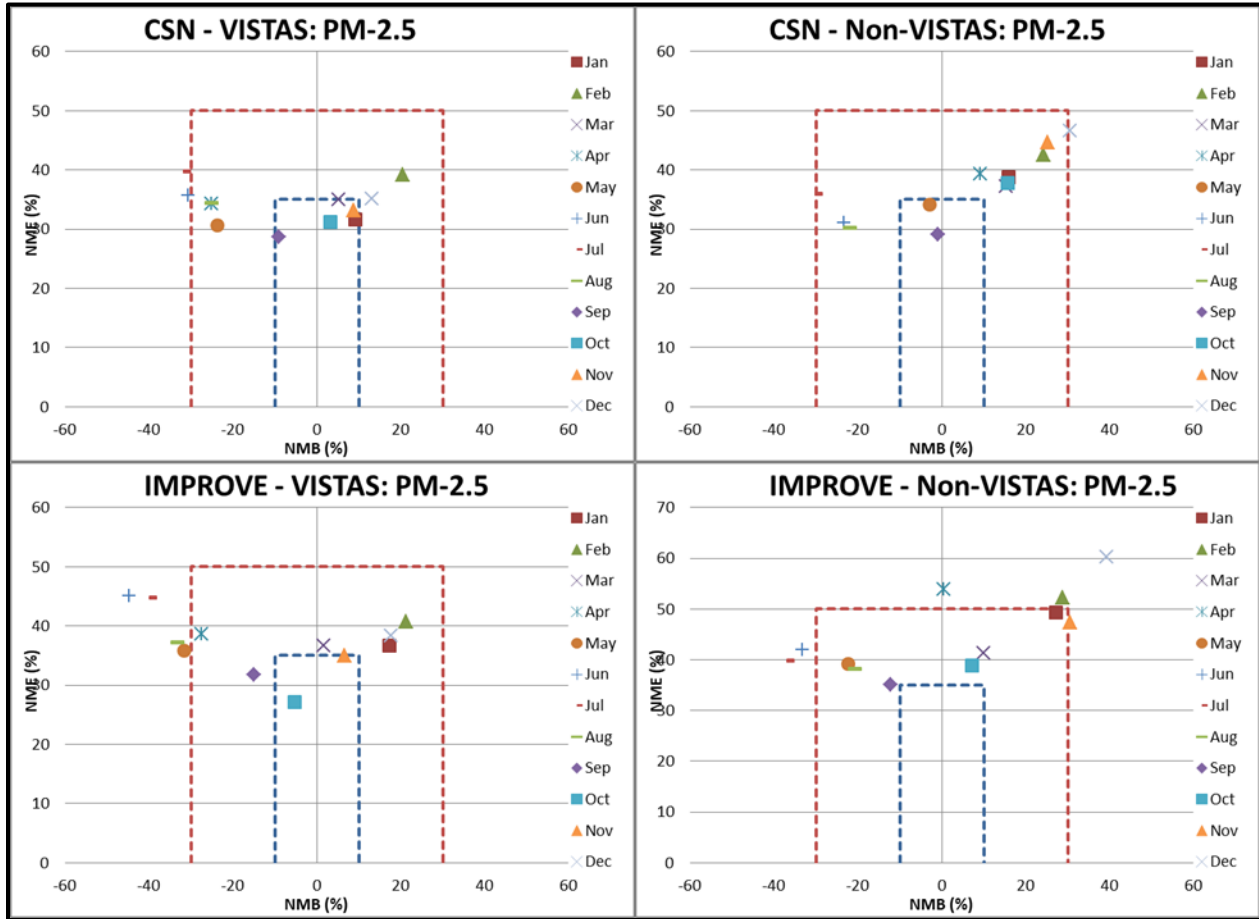 CSN - VISTAS: PM-2.5
60
50
40
30
20
10
0
NME (%)
-60
-40
-20
0
20
40
60
NMB (%)
Jan
Feb
Mar
Apr
May
Jun
Jul
Aug
Sep
Oct
Nov
Dec
CSN - Non-VISTAS: PM-2.5
60
50
40
30
20
10
0
NME (%)
-60
-40
-20
0
20
40
60
NMB (%)
Jan
Feb
Mar
Apr
May
Jun
Jul
Aug
Sep
Oct
Nov
Dec
IMPROVE - VISTAS: PM-2.5
60
50
40
30
20
10
0
NME (%)
-60
-40
-20
0
20
40
60
NMB (%)
Jan
Feb
Mar
Apr
May
Jun
Jul
Aug
Sep
Oct
Nov
Dec
IMPROVE - Non-VISTAS: PM-2.5
70
60
50
40
30
20
10
0
NME (%)
-60
-40
-20
0
20
40
60
NMB (%)
Jan
Feb
Mar
Apr
May
Jun
Jul
Aug
Sep
Oct
Nov
Dec